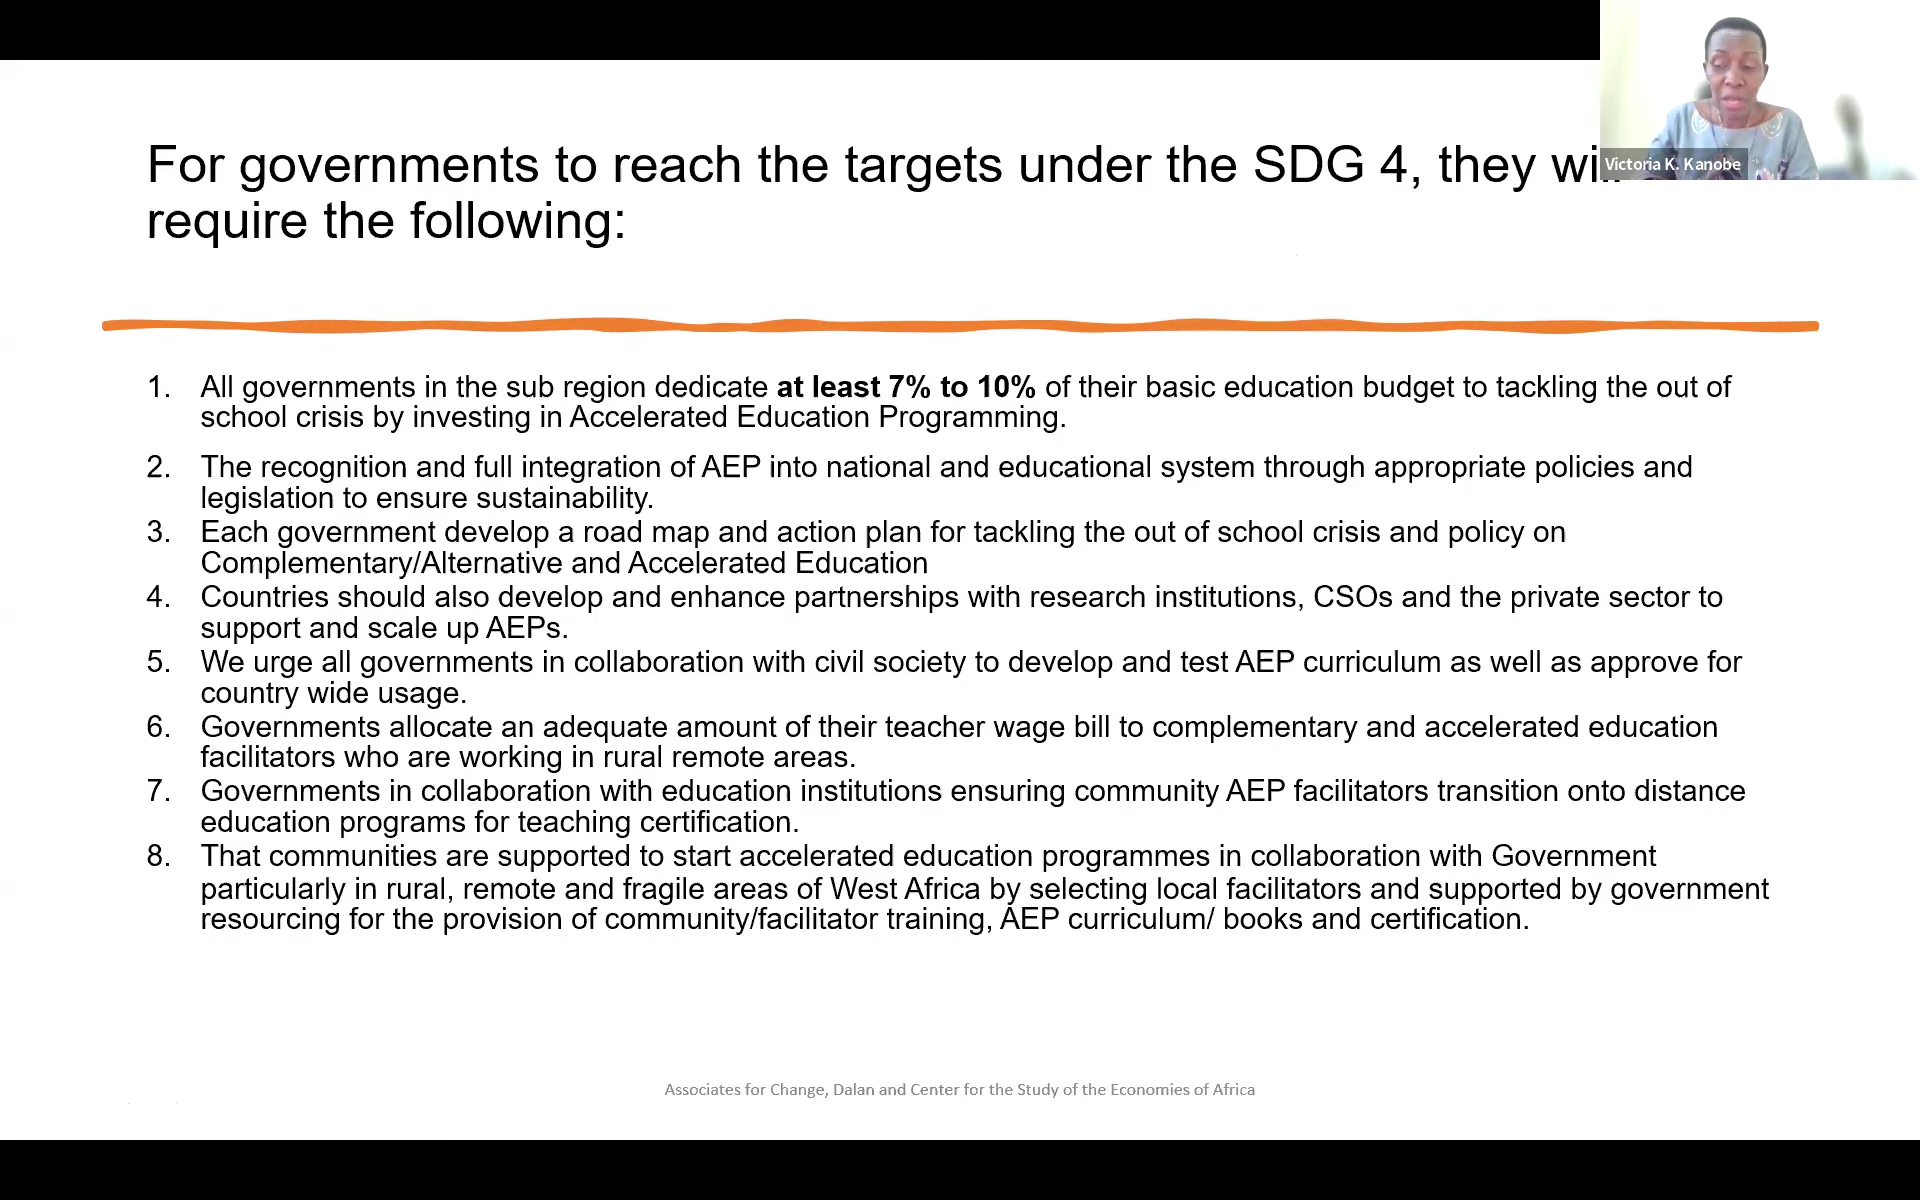 For governments to reach the targets under the SDG 4, they will
require the following:
Victoria K. Kanobe
1. All governments in the sub region dedicate at least 7% to 10% of their basic education budget to tackling the out of
school crisis by investing in Accelerated Education Programming.
2. The recognition and full integration of AEP into national and educational system through appropriate policies and
legislation to ensure sustainability.
3. Each government develop a road map and action plan for tackling the out of school crisis and policy on
Complementary/Alternative and Accelerated Education
4. Countries should also develop and enhance partnerships with research institutions, CSOs and the private sector to
support and scale up AEPs.
5. We urge all governments in collaboration with civil society to develop and test AEP curriculum as well as approve for
country wide usage.
6. Governments allocate an adequate amount of their teacher wage bill to complementary and accelerated education
facilitators who are working in rural remote areas.
7. Governments in collaboration with education institutions ensuring community AEP facilitators transition onto distance
education programs for teaching certification.
8. That communities are supported to start accelerated education programmes in collaboration with Government
particularly in rural, remote and fragile areas of West Africa by selecting local facilitators and supported by government
resourcing for the provision of community/facilitator training, AEP curriculum/ books and certification.
Associates for Change, Dalan and Center for the Study of the Economies of Africa